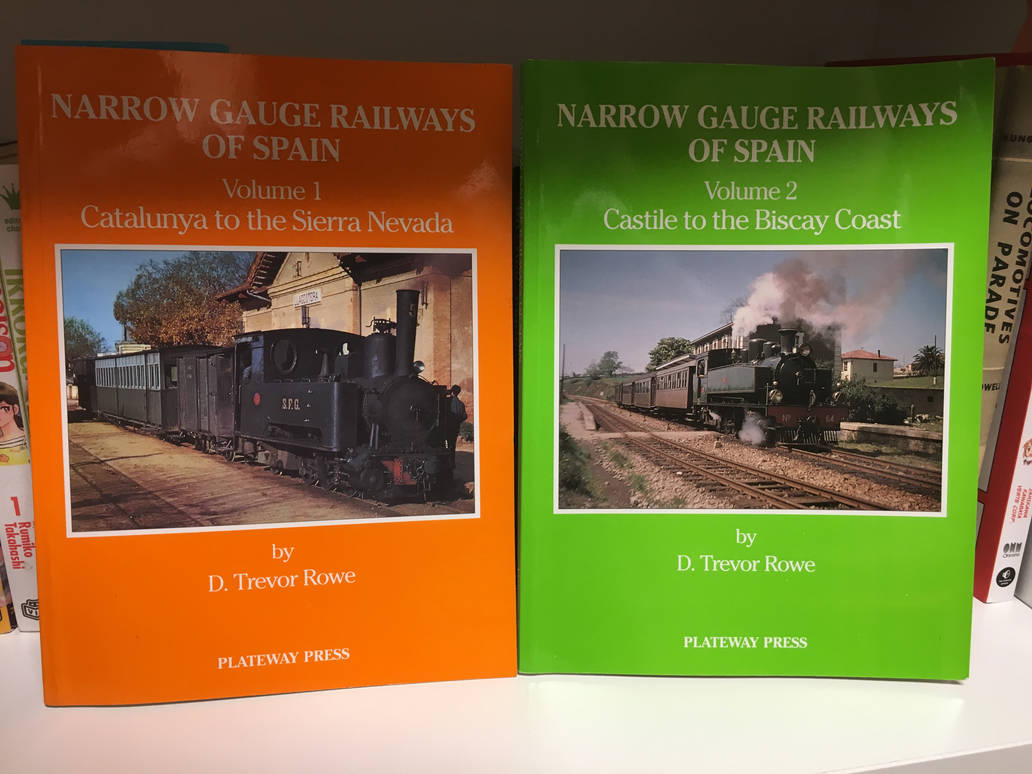 NARROW GAUGE RAILWAYS
OF SPAIN
Volume 1
Catalunya to the Sierra Nevada
S.F.G.
by
D. Trevor Rowe
PLATEWAY PRESS
NARROW GAUGE RAILWAYS
OF SPAIN
Volume 2
Castile to the Biscay Coast
Nº 64
by
D. Trevor Rowe
PLATEWAY PRESS
1
Rumiko
Takahashi
ON PARADE